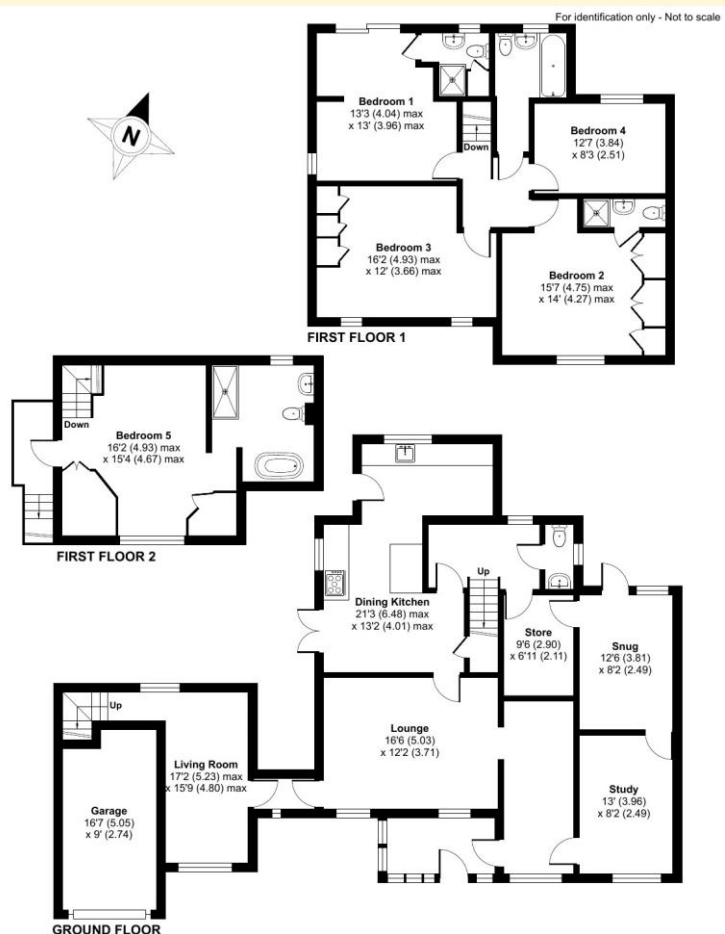 For identification only - Not to scale
N
Bedroom 1
13'3 (4.04) max
x 13' (3.96) max
Down
Bedroom 4
12'7 (3.84)
x 8'3 (2.51)
Bedroom 3
16'2 (4.93) max
x 12' (3.66) max
Bedroom 2
15'7 (4.75) max
x 14' (4.27) max
FIRST FLOOR 1
Down
Bedroom 5
16'2 (4.93) max
x 15'4 (4.67) max
FIRST FLOOR 2
Up
Dining Kitchen
21'3 (6.48) max
x 13'2 (4.01) max
Store
9'6 (2.90)
x 6'11 (2.11)
Snug
12'6 (3.81)
x 8'2 (2.49)
Up
Living Room
17'2 (5.23) max
x 15'9 (4.80) max
Lounge
16'6 (5.03)
x 12'2 (3.71)
Garage
16'7 (5.05)
x 9' (2.74)
Study
13' (3.96)
x 8'2 (2.49)
GROUND FLOOR